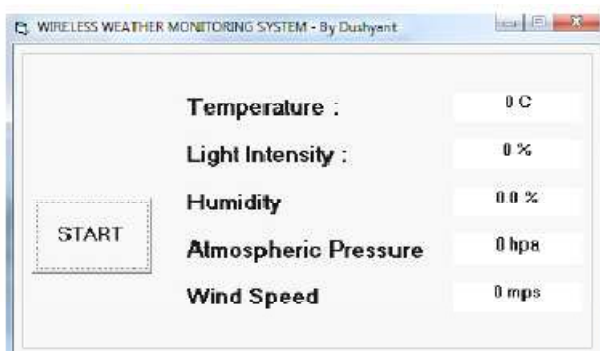 WIRELESS WEATHER MONITORING SYSTEM - By Dushyant
Temperature : 0 C
Light Intensity : 0 %
Humidity 0.0 %
START
Atmospheric Pressure 0 hpa
Wind Speed 0 mps